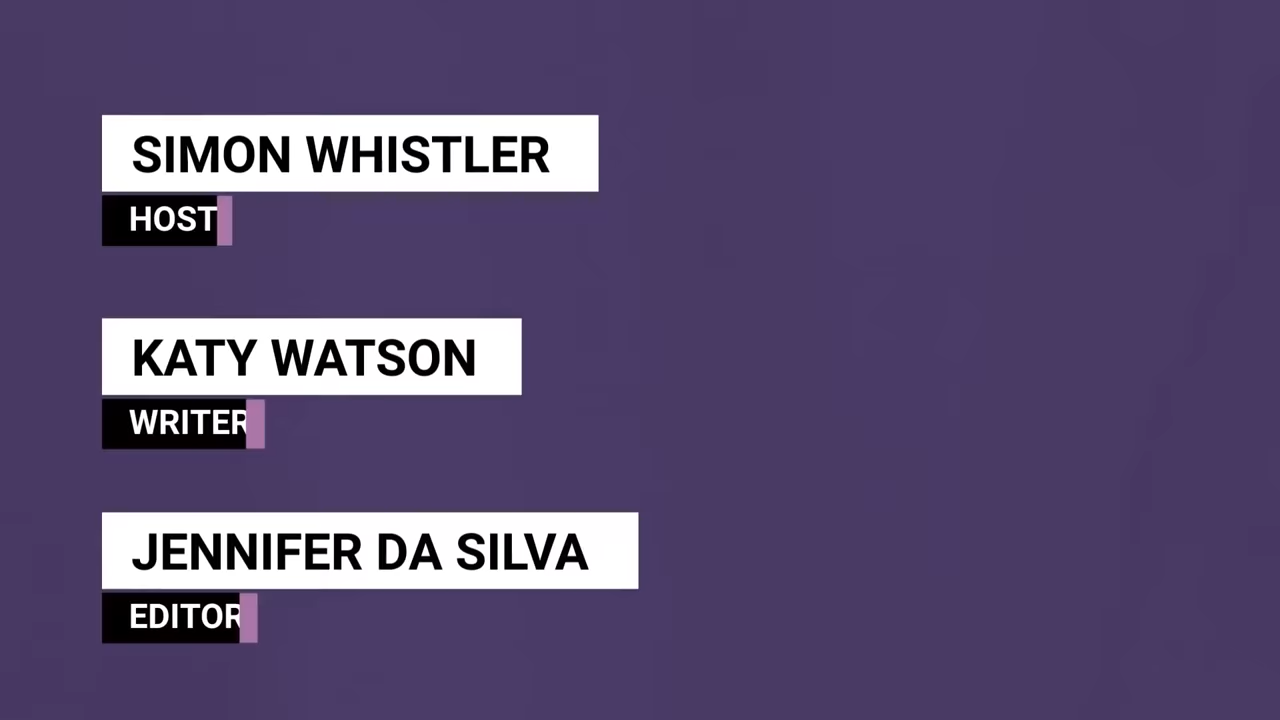 SIMON WHISTLER
HOST
KATY WATSON
WRITER
JENNIFER DA SILVA
EDITOR